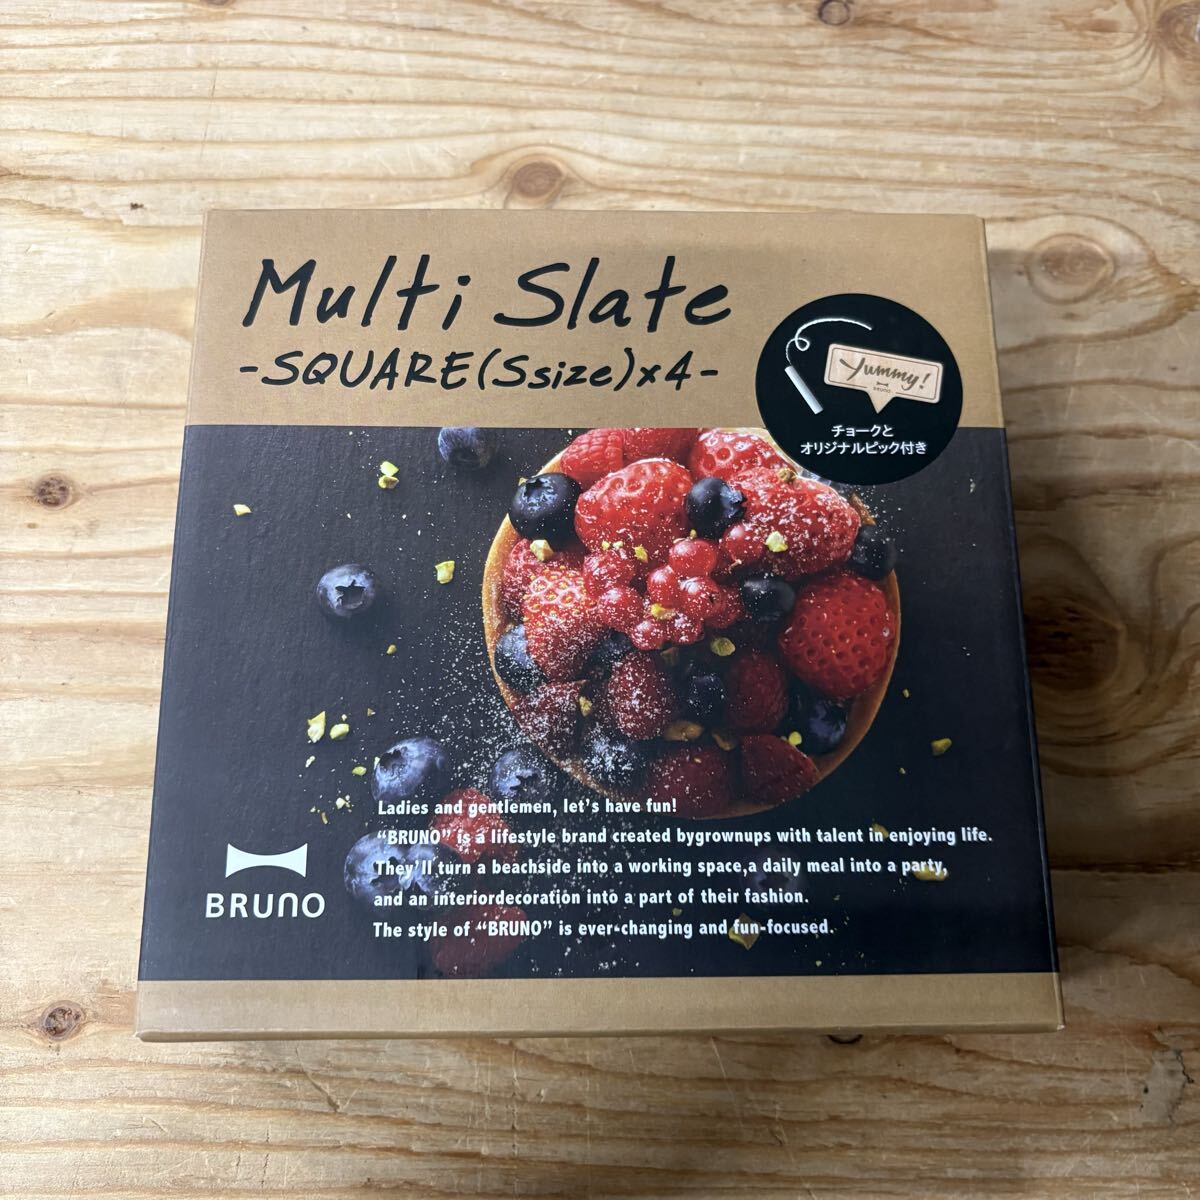 Multi Slate
-SQUARE(Ssize)x4-
Yummy!
BRUNO
チョークと
オリジナルピック付き
Ladies and gentlemen, let's have fun!
"BRUNO" is a lifestyle brand created bygrownups with talent in enjoying life.
They'll turn a beachside into a working space,a daily meal into a party,
and an interiordecoration into a part of their fashion.
The style of "BRUNO" is ever-changing and fun-focused.
BRUNO